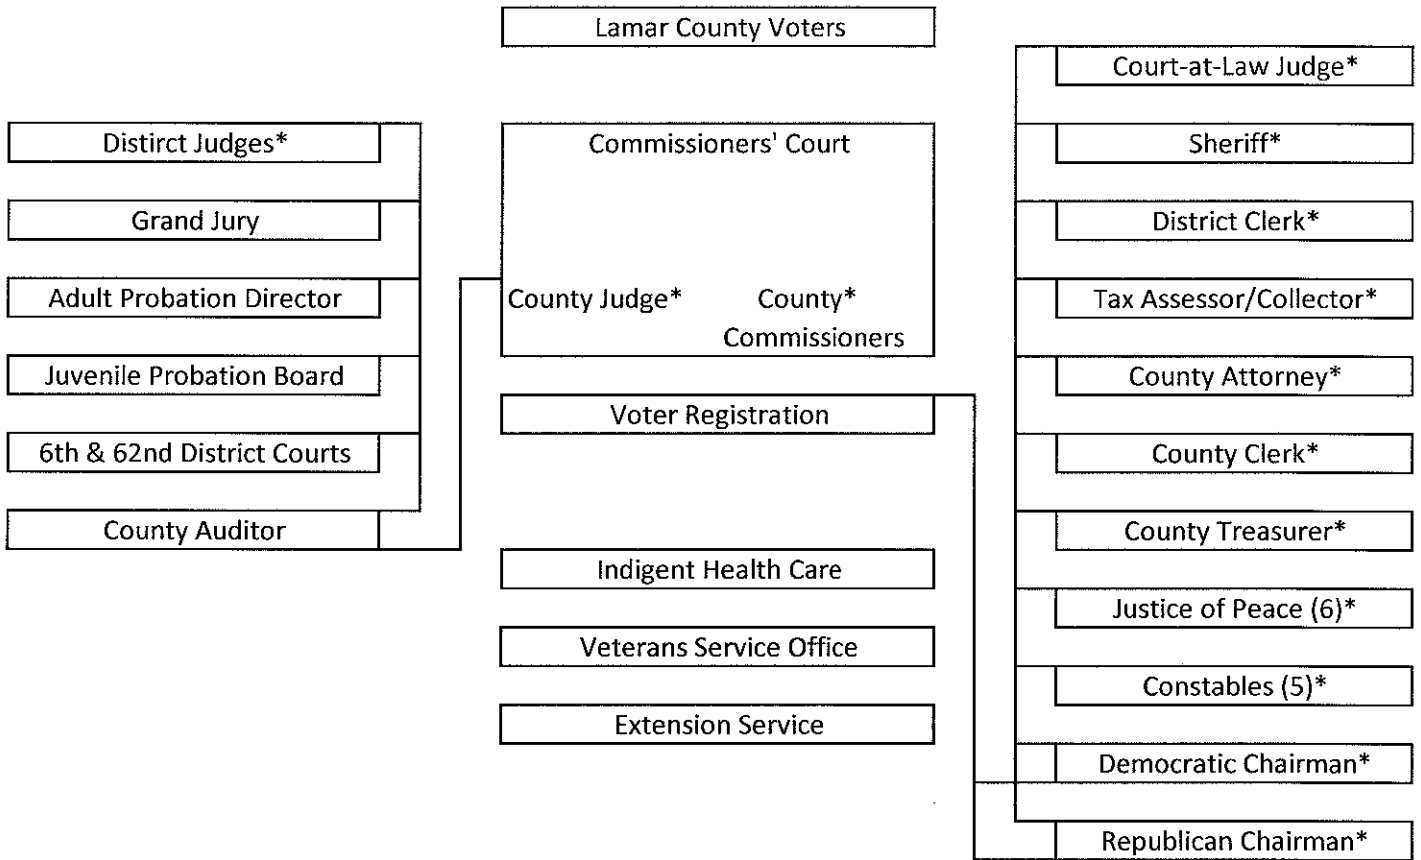 Lamar County Voters
Court-at-Law Judge*
Distirct Judges*
Commissioners' Court
Sheriff*
Grand Jury
District Clerk*
Adult Probation Director
County Judge*
County*
Commissioners
Tax Assessor/Collector*
Juvenile Probation Board
County Attorney*
Voter Registration
6th & 62nd District Courts
County Clerk*
County Auditor
County Treasurer*
Indigent Health Care
Justice of Peace (6)*
Veterans Service Office
Constables (5)*
Extension Service
Democratic Chairman*
Republican Chairman*